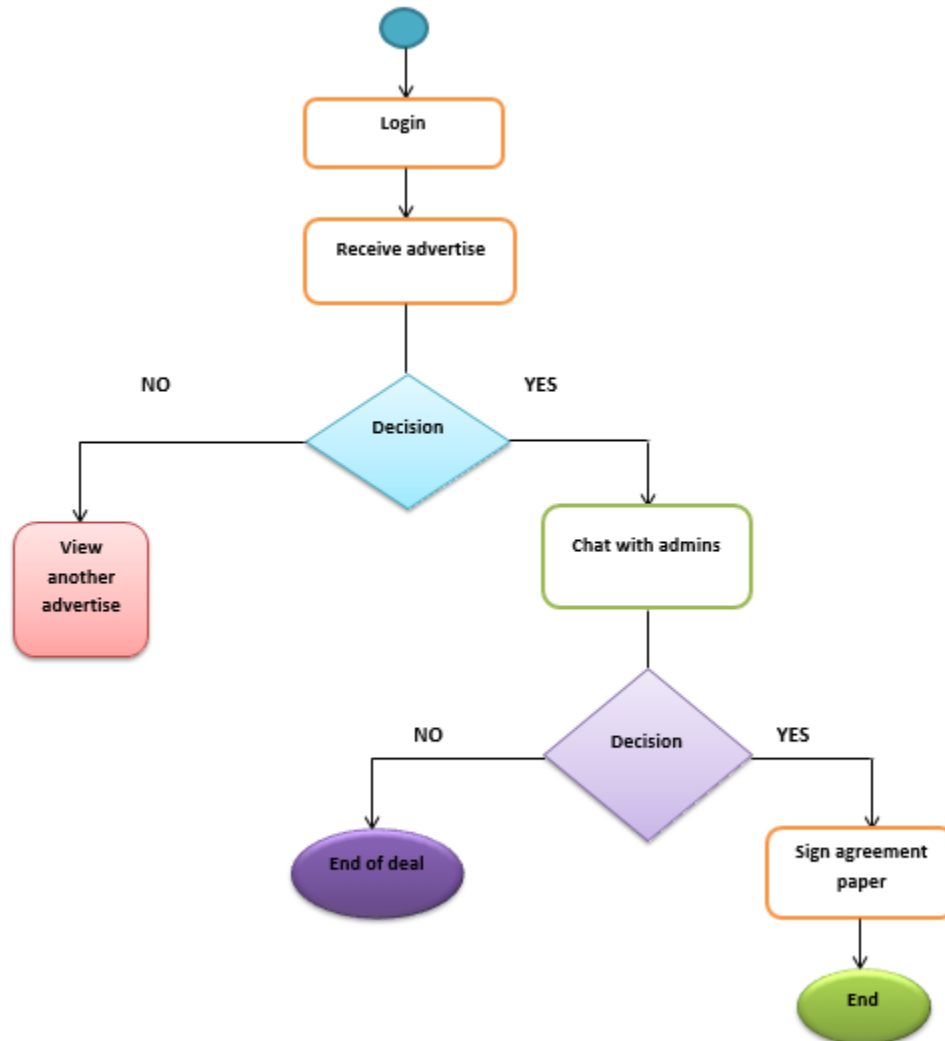 Login
Receive advertise
NO
YES
Decision
View
another
advertise
Chat with admins
NO
YES
Decision
End of deal
Sign agreement
paper
End